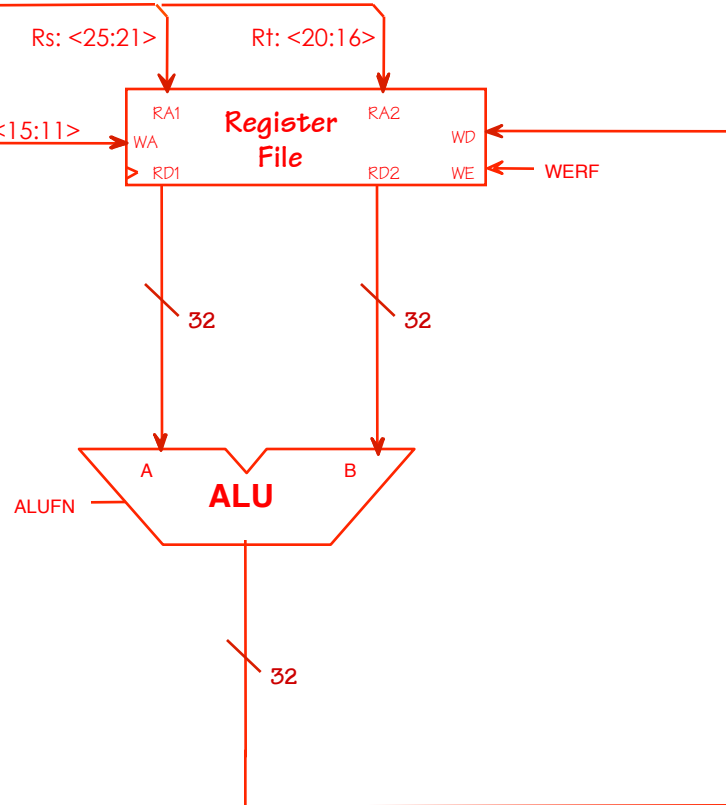 Rs: <25:21>
Rt: <20:16>
RA1
RA2
Register
File
<15:11>
WA
WD
RD1
RD2
WE
WERF
32
32
A
B
ALU
ALUFN
32